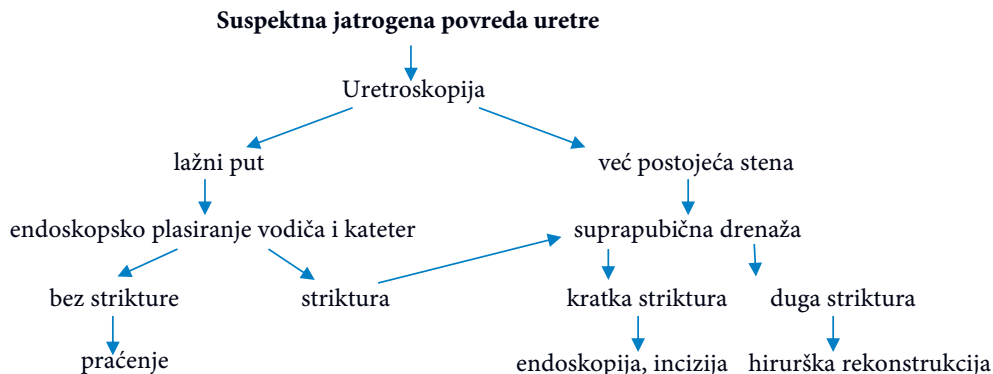 Suspektna jatrogena povreda uretre
Uretroskopija
lažni put
već postojeća stena
endoskopsko plasiranje vodiča i kateter
suprapubična drenaža
bez strikture
striktura
kratka striktura
duga striktura
praćenje
endoskopija, incizija
hirurška rekonstrukcija